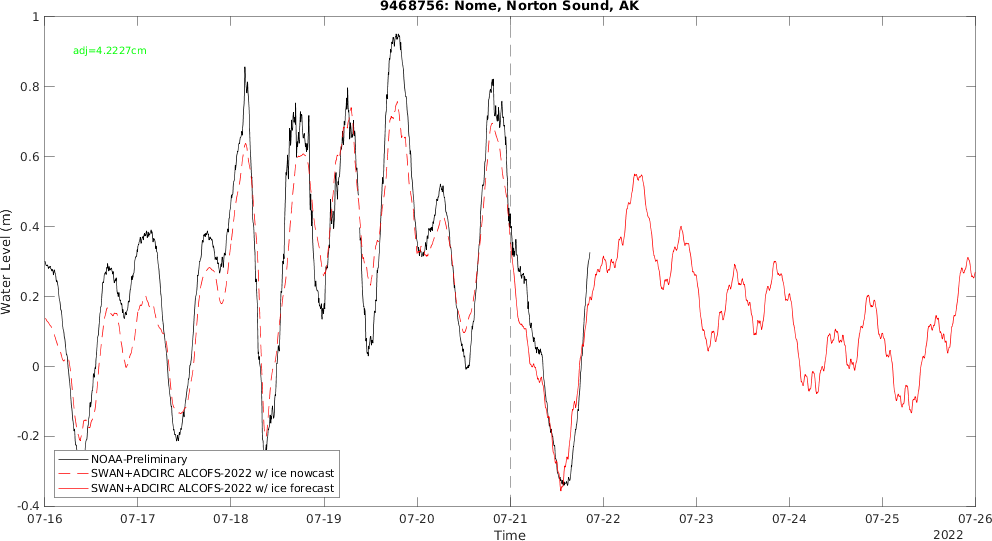 9468756: Nome, Norton Sound, AK
adj=4.2227cm
Water Level (m)
1
0.8
0.6
0.4
0.2
0
-0.2
-0.4
NOAA-Preliminary
SWAN+ADCIRC ALCOFS-2022 w/ ice nowcast
SWAN+ADCIRC ALCOFS-2022 w/ ice forecast
07-16 07-17 07-18 07-19 07-20 07-21 07-22 07-23 07-24 07-25 07-26
Time
2022